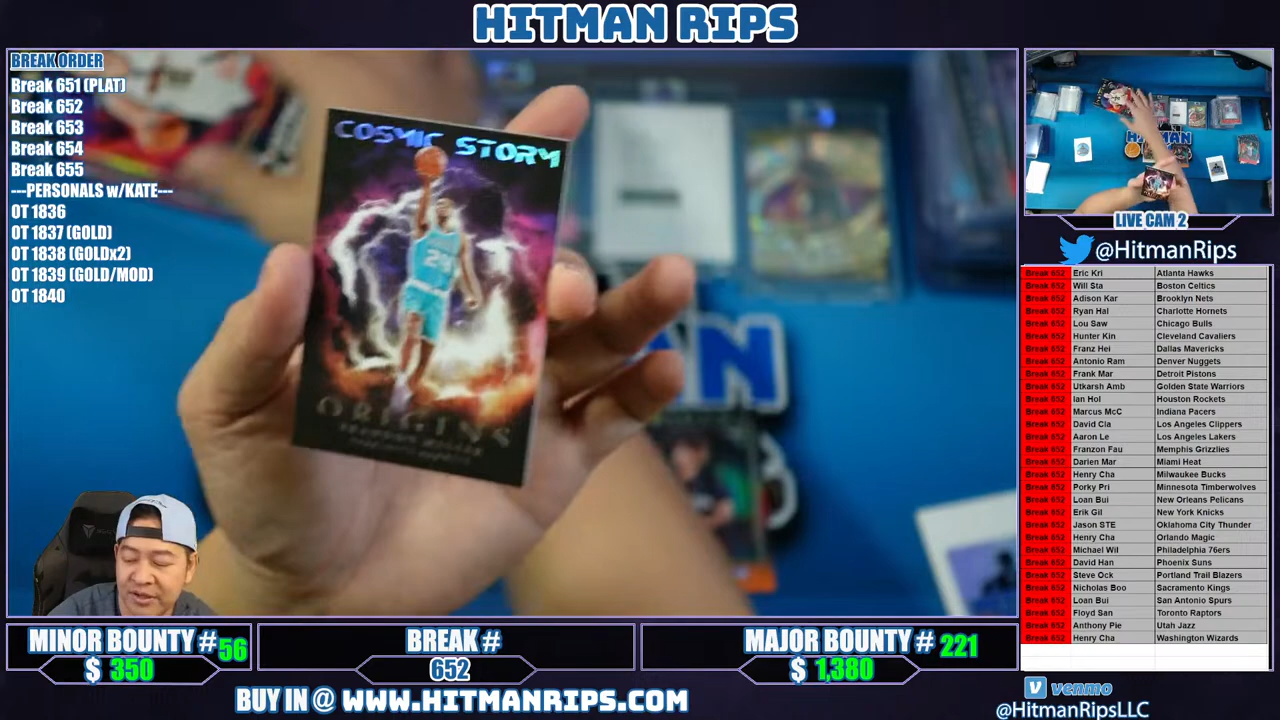 HITMAN RIPS
BREAK ORDER
Break 651 (PLAT)
Break 652
Break 653
Break 654
Break 655
---PERSONALS w/KATE---
OT 1836
OT 1837 (GOLD)
OT 1838 (GOLDx2)
OT 1839 (GOLD/MOD)
OT 1840
COSMIC STORM
ORIGINS
LIVE CAM 2
@HitmanRips
Break 652 Eric Kri Atlanta Hawks
Break 652 Will Sta Boston Celtics
Break 652 Adison Kar Brooklyn Nets
Break 652 Ryan Hal Charlotte Hornets
Break 652 Lou Saw Chicago Bulls
Break 652 Hunter Kin Cleveland Cavaliers
Break 652 Franz Hei Dallas Mavericks
Break 652 Antonio Ram Denver Nuggets
Break 652 Frank Mar Detroit Pistons
Break 652 Utkarsh Amb Golden State Warriors
Break 652 Ian Hol Houston Rockets
Break 652 Marcus McC Indiana Pacers
Break 652 David Cla Los Angeles Clippers
Break 652 Aaron Le Los Angeles Lakers
Break 652 Franzon Fau Memphis Grizzlies
Break 652 Darien Mar Miami Heat
Break 652 Henry Cha Milwaukee Bucks
Break 652 Porky Pri Minnesota Timberwolves
Break 652 Loan Bui New Orleans Pelicans
Break 652 Erik Gil New York Knicks
Break 652 Jason STE Oklahoma City Thunder
Break 652 Henry Cha Orlando Magic
Break 652 Michael Wil Philadelphia 76ers
Break 652 David Han Phoenix Suns
Break 652 Steve Ock Portland Trail Blazers
Break 652 Nicholas Boo Sacramento Kings
Break 652 Loan Bui San Antonio Spurs
Break 652 Floyd San Toronto Raptors
Break 652 Anthony Pie Utah Jazz
Break 652 Henry Cha Washington Wizards
MINOR BOUNTY # 56
$ 350
BREAK #
652
MAJOR BOUNTY # 221
$ 1,380
BUY IN @ WWW.HITMANRIPS.COM
venmo
@HitmanRipsLLC